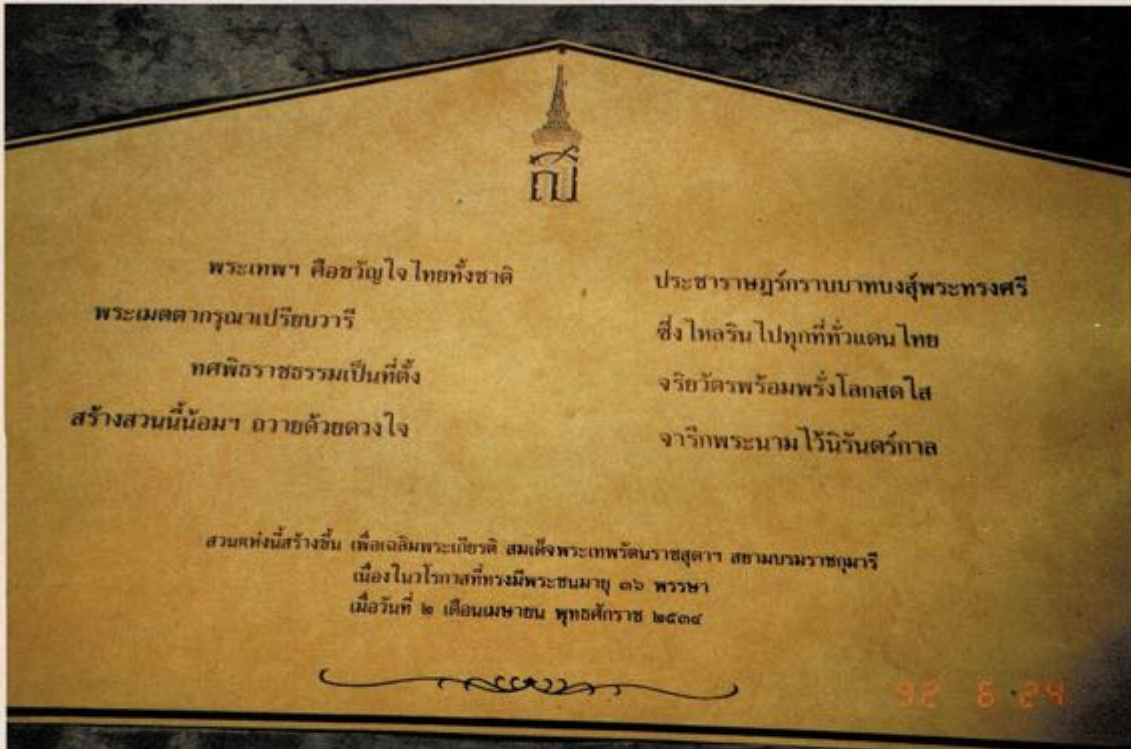 พระเทพฯ คือขวัญใจไทยทั้งชาติ ประชาราษฎร์กราบบาทบงสุ์พระทรงศรี
พระเมตตากรุณาเปรียบวารี ซึ่งไหลรินไปทุกที่ทั่วแดนไทย
ทศพิธราชธรรมเป็นที่ตั้ง จริยวัตรพร้อมพรั่งโลกสดใส
สร้างสวนนี้น้อมฯ ถวายด้วยดวงใจ จารึกพระนามไว้นิรันดร์กาล
สวนแห่งนี้สร้างขึ้น เพื่อเฉลิมพระเกียรติ สมเด็จพระเทพรัตนราชสุดาฯ สยามบรมราชกุมารี
เนื่องในวโรกาสที่ทรงมีพระชนมายุ ๓๖ พรรษา
เมื่อวันที่ ๒ เดือนเมษายน พุทธศักราช ๒๕๓๔
92 6 24